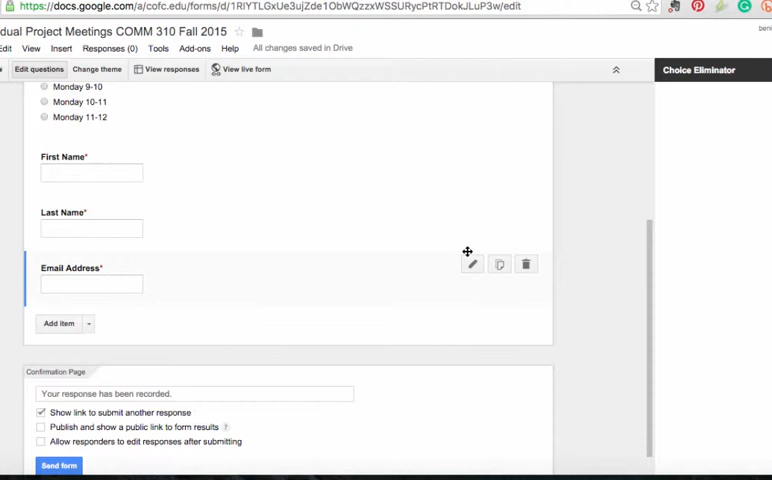 https://docs.google.com/a/cofc.edu/forms/d/1RIYTLGxUe3ujZde1ObWQzzxWSSURycPtRTDokJLuP3w/edit
dual Project Meetings COMM 310 Fall 2015
beni
Edit View Insert Responses (0) Tools Add-ons Help All changes saved in Drive
Edit questions Change theme View responses View live form
Choice Eliminator
Monday 9-10
Monday 10-11
Monday 11-12
First Name*
Last Name*
Email Address*
Add item
Confirmation Page
Your response has been recorded.
Show link to submit another response
Publish and show a public link to form results ?
Allow responders to edit responses after submitting
Send form